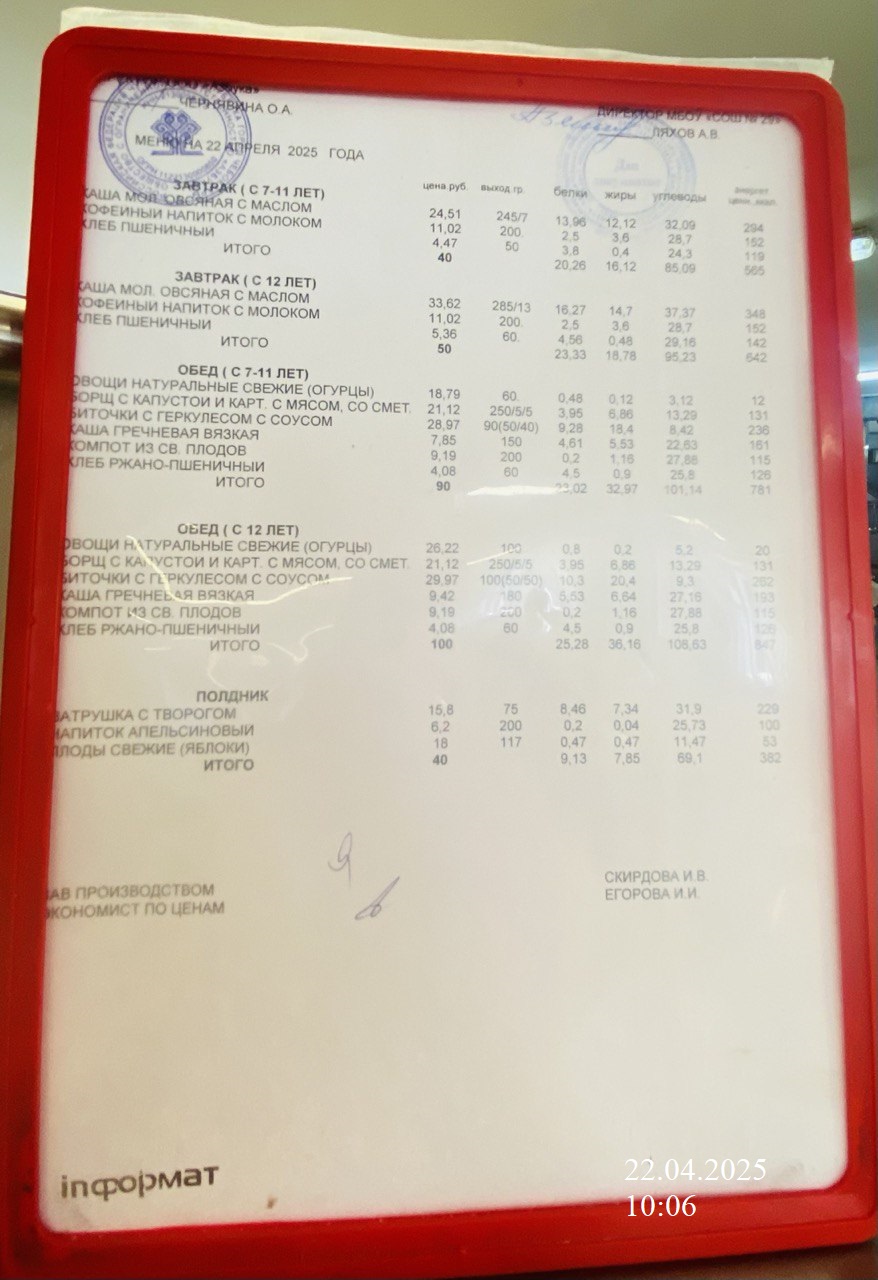 ЧЕРНЯВИНА О.А.
ДИРЕКТОР МБОУ «СОШ № 29»
ЛЯХОВ А.В.
МЕНЮ НА 22 АПРЕЛЯ 2025 ГОДА
ЗАВТРАК ( С 7-11 ЛЕТ) цена руб. выход гр. белки жиры углеводы
КАША МОЛ. ОВСЯНАЯ С МАСЛОМ 24,51 245/7 13,96 12,12 32,09 294
КОФЕЙНЫЙ НАПИТОК С МОЛОКОМ 11,02 200. 2,5 3,6 28,7 152
ХЛЕБ ПШЕНИЧНЫЙ 4,47 50 3,8 0,4 24,3 119
ИТОГО 40 20,26 16,12 85,09 565
ЗАВТРАК ( С 12 ЛЕТ)
КАША МОЛ. ОВСЯНАЯ С МАСЛОМ 33,62 285/13 16,27 14,7 37,37 348
КОФЕЙНЫЙ НАПИТОК С МОЛОКОМ 11,02 200. 2,5 3,6 28,7 152
ХЛЕБ ПШЕНИЧНЫЙ 5,36 60. 4,56 0,48 29,16 142
ИТОГО 50 23,33 18,78 95,23 642
ОБЕД ( С 7-11 ЛЕТ)
ОВОЩИ НАТУРАЛЬНЫЕ СВЕЖИЕ (ОГУРЦЫ) 18,79 60. 0,48 0,12 3,12 12
БОРЩ С КАПУСТОЙ И КАРТ. С МЯСОМ, СО СМЕТ. 21,12 250/5/5 3,95 6,86 13,29 131
БИТОЧКИ С ГЕРКУЛЕСОМ С СОУСОМ 28,97 90(50/40) 9,28 18,4 8,42 236
КАША ГРЕЧНЕВАЯ ВЯЗКАЯ 7,85 150 4,61 5,53 22,63 161
КОМПОТ ИЗ СВ. ПЛОДОВ 9,19 200 0,2 1,16 27,88 115
ХЛЕБ РЖАНО-ПШЕНИЧНЫЙ 4,08 60 4,5 0,9 25,8 126
ИТОГО 90 23,02 32,97 101,14 781
ОБЕД ( С 12 ЛЕТ)
ОВОЩИ НАТУРАЛЬНЫЕ СВЕЖИЕ (ОГУРЦЫ) 26,22 100 0,8 0,2 5,2 20
БОРЩ С КАПУСТОЙ И КАРТ. С МЯСОМ, СО СМЕТ. 21,12 250/5/5 3,95 6,86 13,29 131
БИТОЧКИ С ГЕРКУЛЕСОМ С СОУСОМ 29,97 100(50/50) 10,3 20,4 9,3 262
КАША ГРЕЧНЕВАЯ ВЯЗКАЯ 9,42 180 5,53 6,64 27,16 193
КОМПОТ ИЗ СВ. ПЛОДОВ 9,19 200 0,2 1,16 27,88 115
ХЛЕБ РЖАНО-ПШЕНИЧНЫЙ 4,08 60 4,5 0,9 25,8 126
ИТОГО 100 25,28 36,16 108,63 847
ПОЛДНИК
ВАТРУШКА С ТВОРОГОМ 15,8 75 8,46 7,34 31,9 229
НАПИТОК АПЕЛЬСИНОВЫЙ 6,2 200 0,2 0,04 25,73 100
ПЛОДЫ СВЕЖИЕ (ЯБЛОКИ) 18 117 0,47 0,47 11,47 53
ИТОГО 40 9,13 7,85 69,1 382
ЗАВ ПРОИЗВОДСТВОМ СКИРДОВА И.В.
ЭКОНОМИСТ ПО ЦЕНАМ ЕГОРОВА И.И.
inформат
22.04.2025
10:06